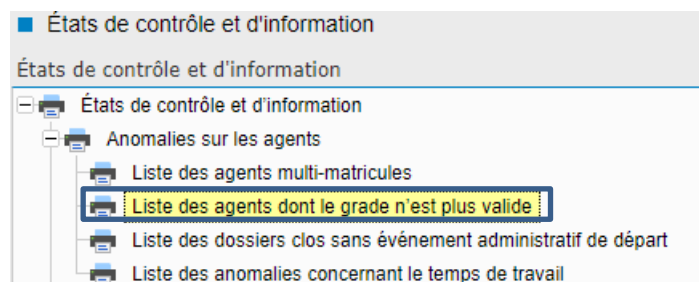 États de contrôle et d'information
États de contrôle et d'information
États de contrôle et d'information
Anomalies sur les agents
Liste des agents multi-matricules
Liste des agents dont le grade n'est plus valide
Liste des dossiers clos sans événement administratif de départ
Liste des anomalies concernant le temps de travail